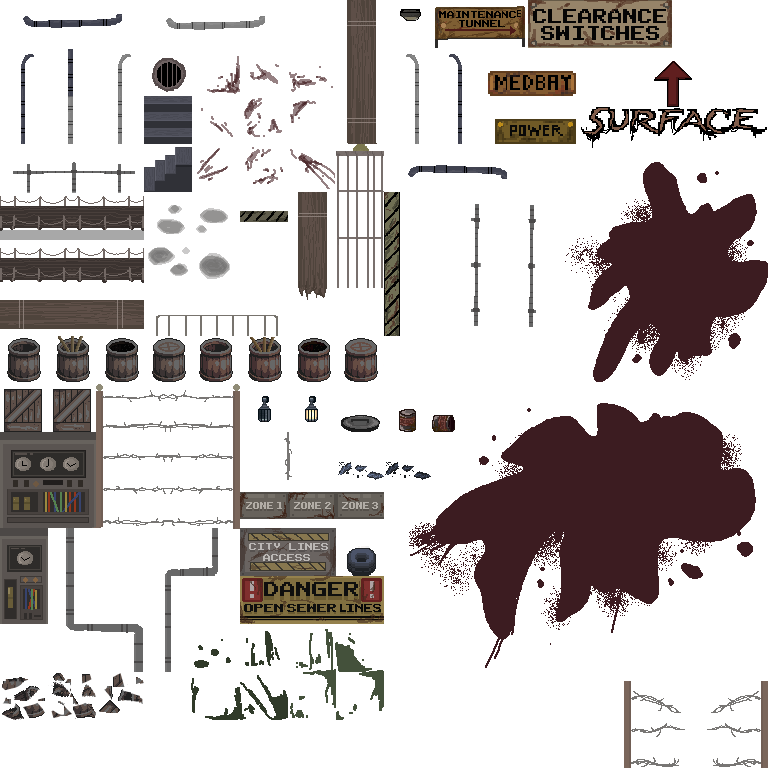 MAINTENANCE
TUNNEL
CLEARANCE
SWITCHES
MEDBAY
POWER
SURFACE
ZONE 1
ZONE 2
ZONE 3
CITY LINES
ACCESS
! DANGER !
OPEN SEWER LINES